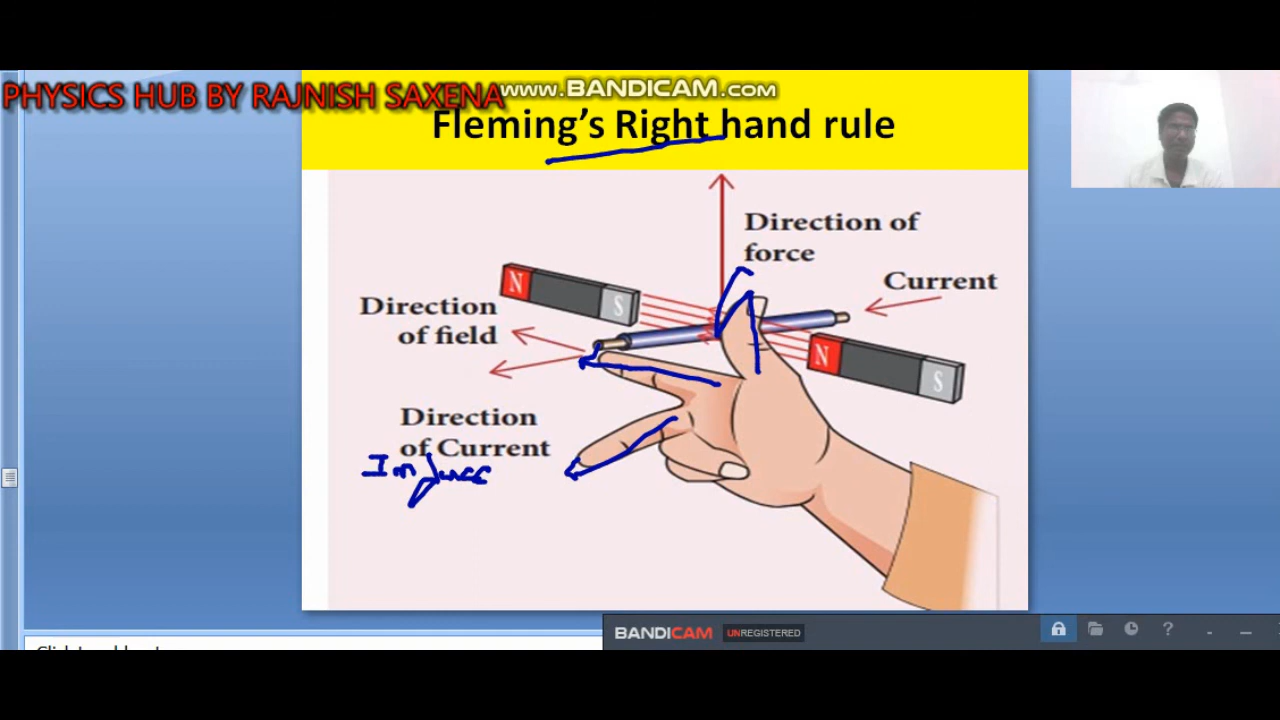 PHYSICS HUB BY RAJNISH SAXENA
www.BANDICAM.com
Fleming's Right hand rule
Direction of
force
Current
N
S
Direction
of field
N
S
Direction
of Current
BANDICAM UNREGISTERED
?